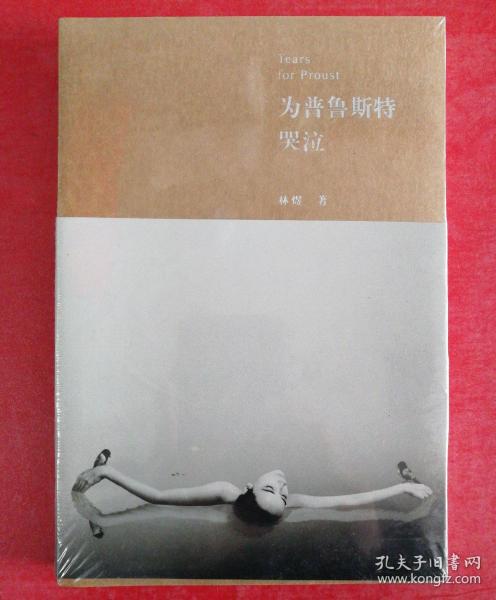 Tears
for Proust
为普鲁斯特
哭泣
林煜 著
孔夫子旧书网
www.kongfz.com